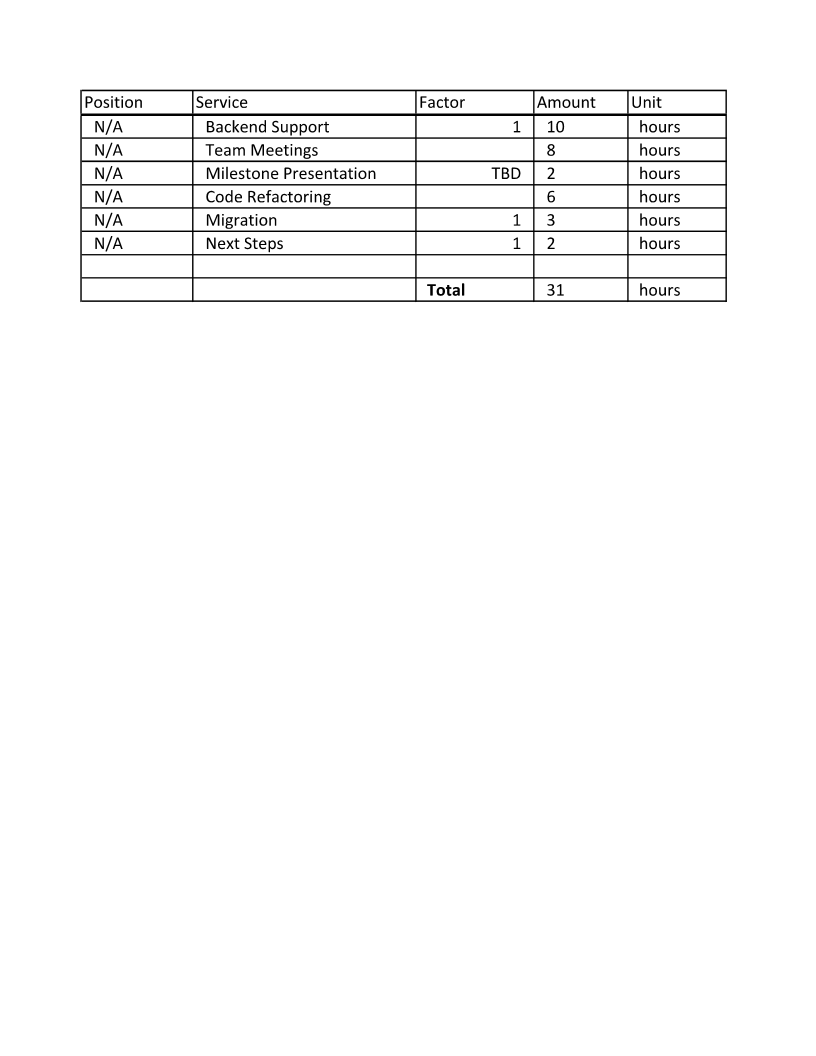 Position Service Factor Amount Unit
N/A Backend Support 1 10 hours
N/A Team Meetings 8 hours
N/A Milestone Presentation TBD 2 hours
N/A Code Refactoring 6 hours
N/A Migration 1 3 hours
N/A Next Steps 1 2 hours
Total 31 hours